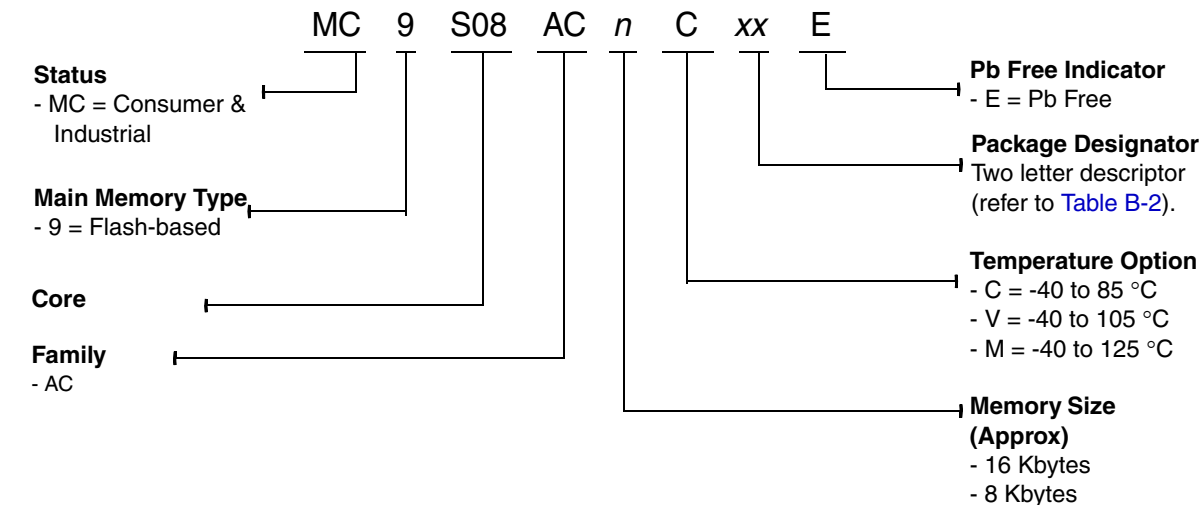 MC 9 S08 AC n C xx E
Status
- MC = Consumer &
Industrial
Main Memory Type
- 9 = Flash-based
Core
Family
- AC
Pb Free Indicator
- E = Pb Free
Package Designator
Two letter descriptor
(refer to Table B-2).
Temperature Option
- C = -40 to 85 °C
- V = -40 to 105 °C
- M = -40 to 125 °C
Memory Size
(Approx)
- 16 Kbytes
- 8 Kbytes